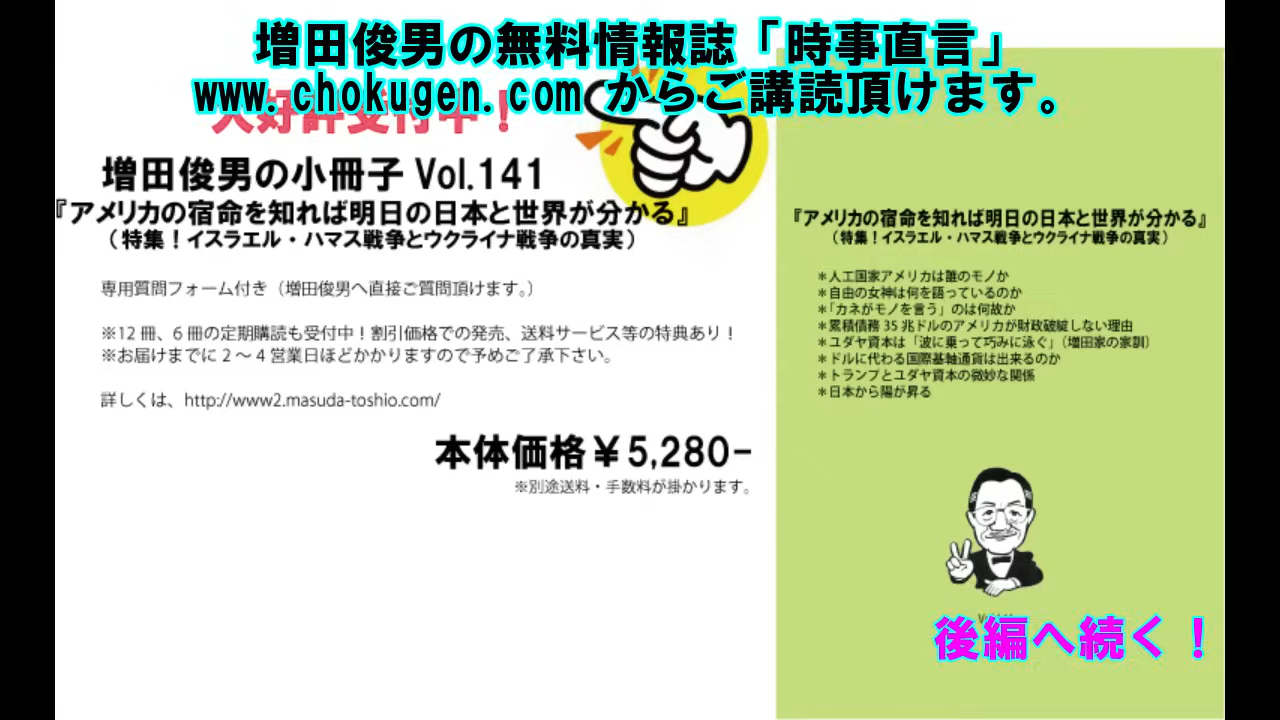 増田俊男の無料情報誌「時事直言」
www.chokugen.com からご講読頂けます。
大好評受付中！
増田俊男の小冊子 Vol.141
『アメリカの宿命を知れば明日の日本と世界が分かる』
（特集！イスラエル・ハマス戦争とウクライナ戦争の真実）
専用質問フォーム付き（増田俊男へ直接ご質問頂けます。）
※12 冊、6 冊の定期購読も受付中！割引価格での発売、送料サービス等の特典あり！
※お届けまでに 2 ～ 4 営業日ほどかかりますので予めご了承下さい。
詳しくは、http://www2.masuda-toshio.com/
本体価格￥5,280-
※別途送料・手数料が掛かります。
『アメリカの宿命を知れば明日の日本と世界が分かる』
（特集！イスラエル・ハマス戦争とウクライナ戦争の真実）
＊人工国家アメリカは誰のモノか
＊自由の女神は何を語っているのか
＊「カネがモノを言う」のは何故か
＊累積債務 35 兆ドルのアメリカが財政破綻しない理由
＊ユダヤ資本は「波に乗って巧みに泳ぐ」（増田家の家訓）
＊ドルに代わる国際基軸通貨は出来るのか
＊トランプとユダヤ資本の微妙な関係
＊日本から陽が昇る
後編へ続く！